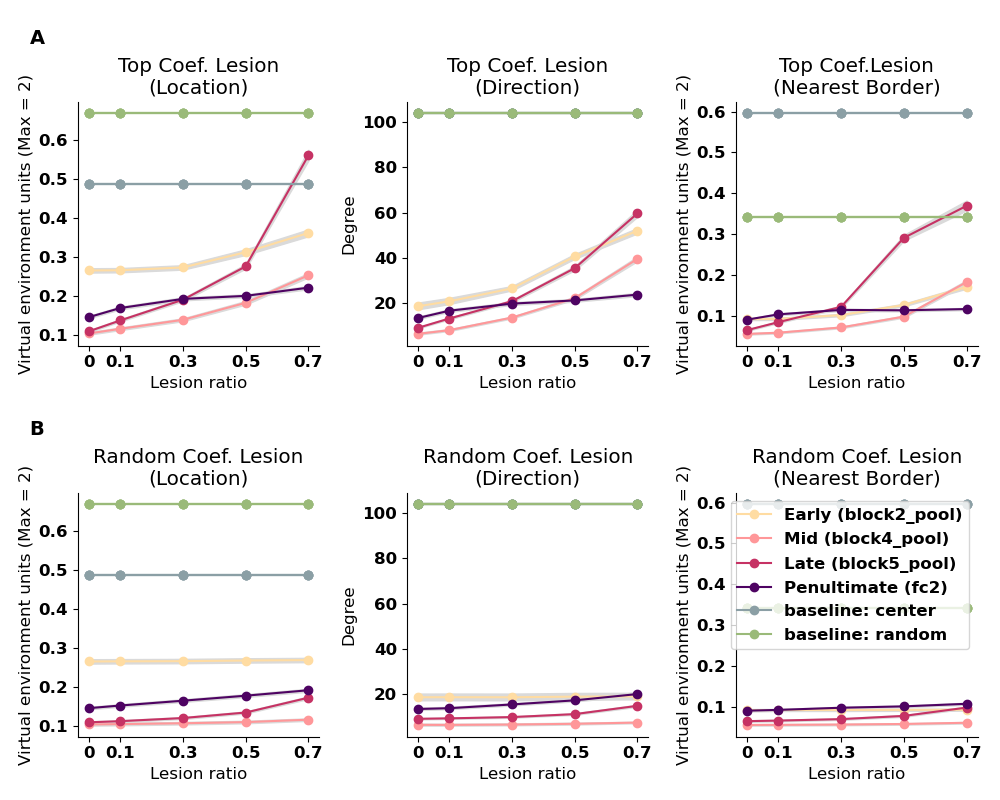 A
Top Coef. Lesion
(Location)
Top Coef. Lesion
(Direction)
Top Coef.Lesion
(Nearest Border)
Virtual environment units (Max = 2)
0.6
0.5
0.4
0.3
0.2
0.1
0 0.1 0.3 0.5 0.7
Lesion ratio
Degree
100
80
60
40
20
0 0.1 0.3 0.5 0.7
Lesion ratio
Virtual environment units (Max = 2)
0.6
0.5
0.4
0.3
0.2
0.1
0 0.1 0.3 0.5 0.7
Lesion ratio
B
Random Coef. Lesion
(Location)
Random Coef. Lesion
(Direction)
Random Coef. Lesion
(Nearest Border)
Virtual environment units (Max = 2)
0.6
0.5
0.4
0.3
0.2
0.1
0 0.1 0.3 0.5 0.7
Lesion ratio
Degree
100
80
60
40
20
0 0.1 0.3 0.5 0.7
Lesion ratio
Virtual environment units (Max = 2)
0.6
0.5
0.4
0.3
0.2
0.1
0 0.1 0.3 0.5 0.7
Lesion ratio
Early (block2_pool)
Mid (block4_pool)
Late (block5_pool)
Penultimate (fc2)
baseline: center
baseline: random